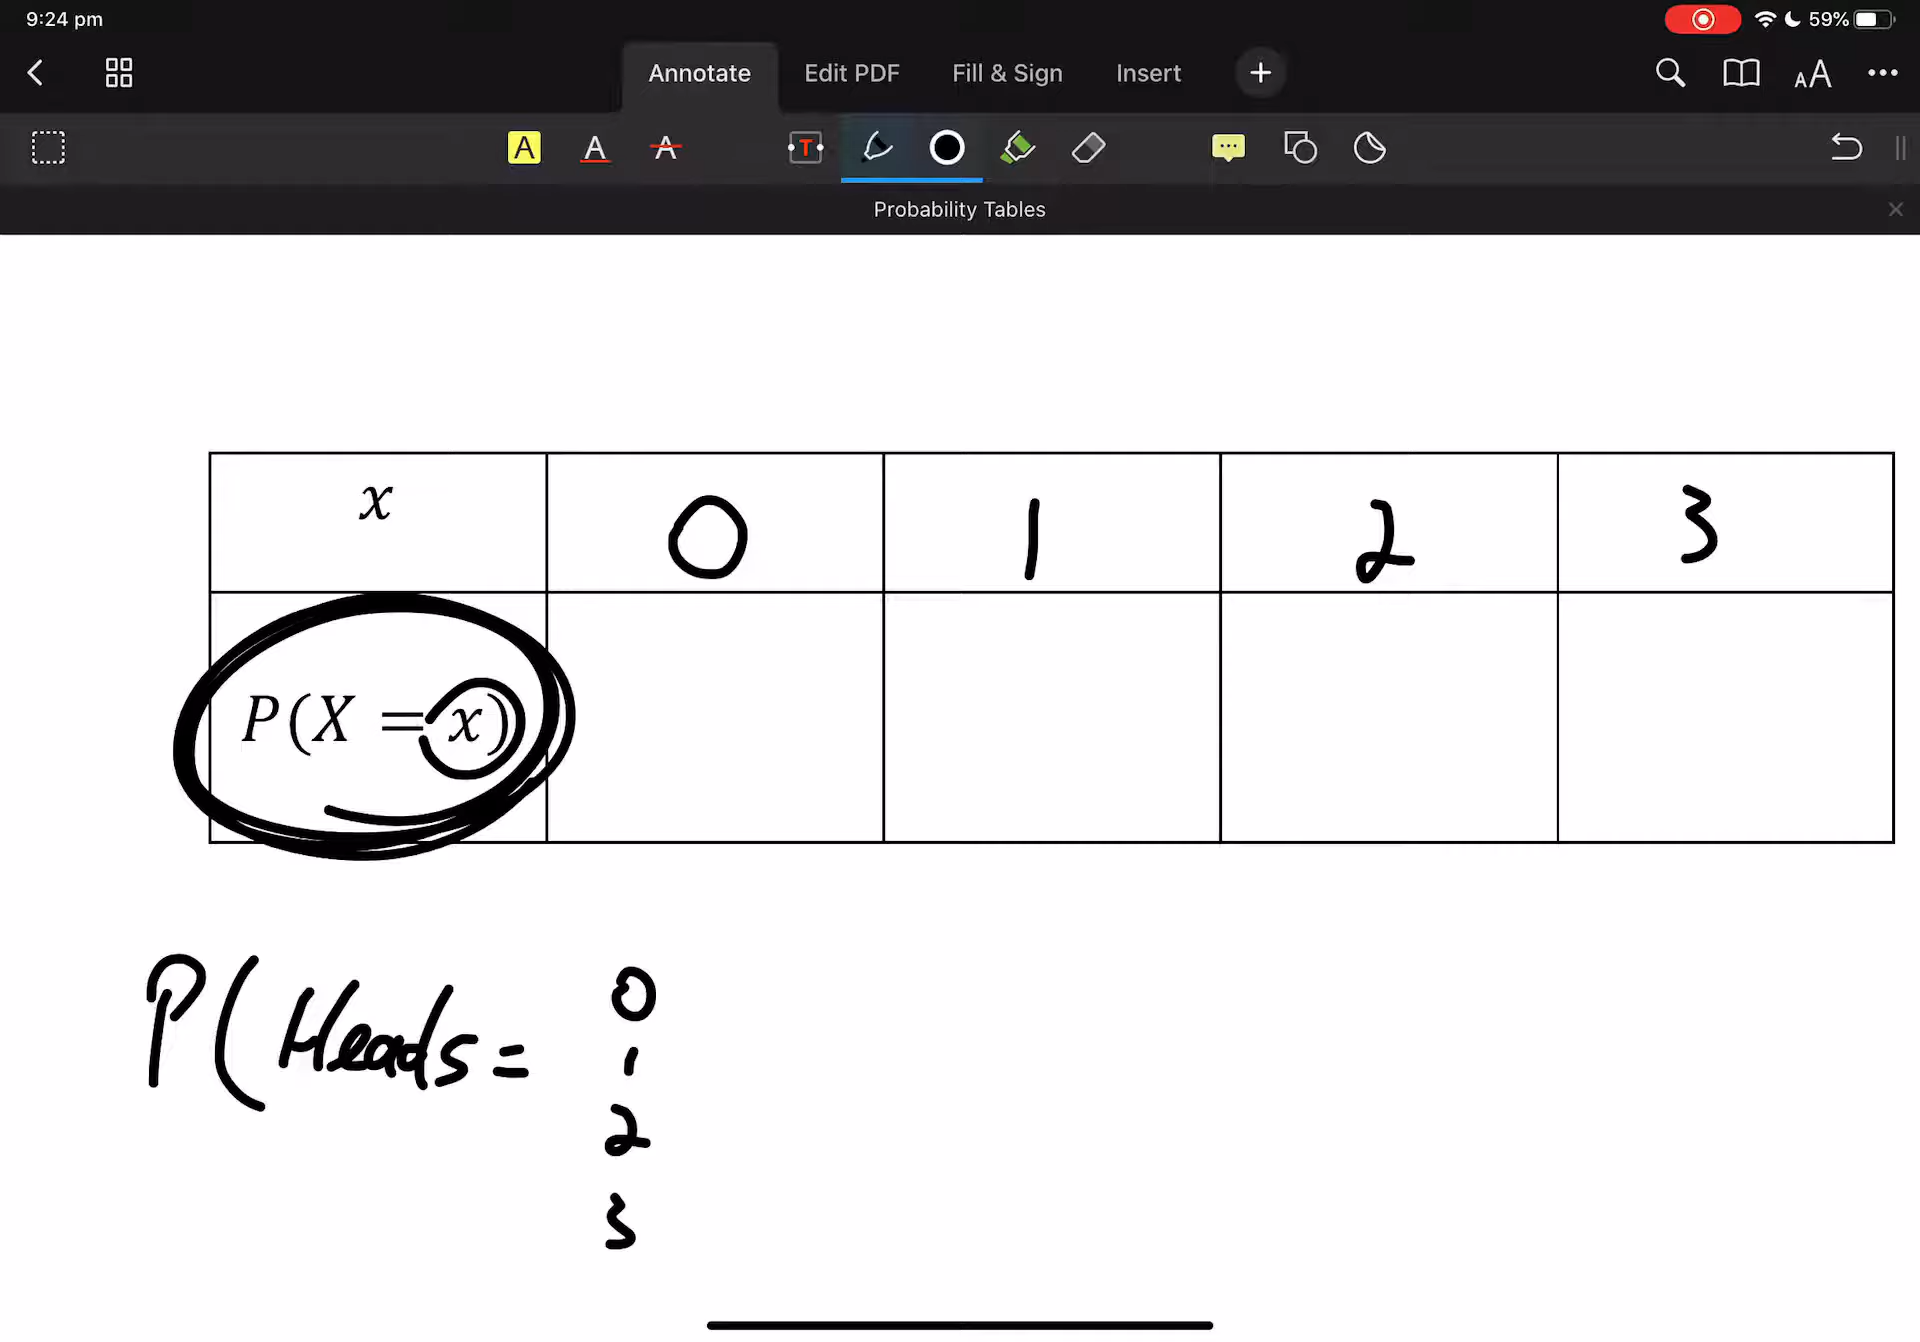 9:24 pm
59%
Annotate Edit PDF Fill & Sign Insert
A A A T AA
Probability Tables
x 0 1 2 3
P(X = x)
P(Heads = 0
1
2
3